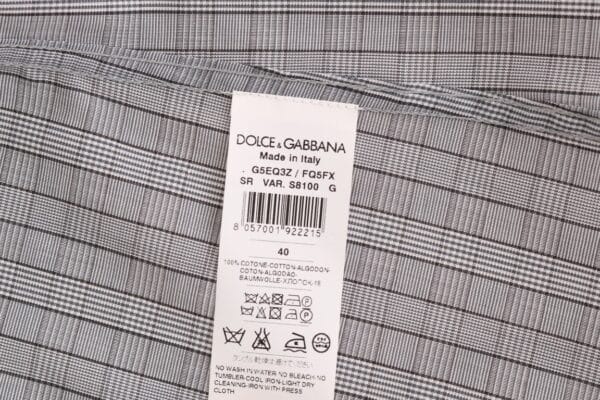 DOLCE & GABBANA
Made in Italy
G5EQ3Z / FQ5FX
SR VAR. S8100 G
8 057001 922215
40
100% COTONE-COTTON-ALGODON-
COTON-ALGODAO-
BAUMWOLLE-ХЛОПОК-
NO WASH IN WATER-NO BLEACH-NO
TUMBLER-COOL IRON-LIGHT DRY
CLEANING-IRON WITH PRESS
CLOTH